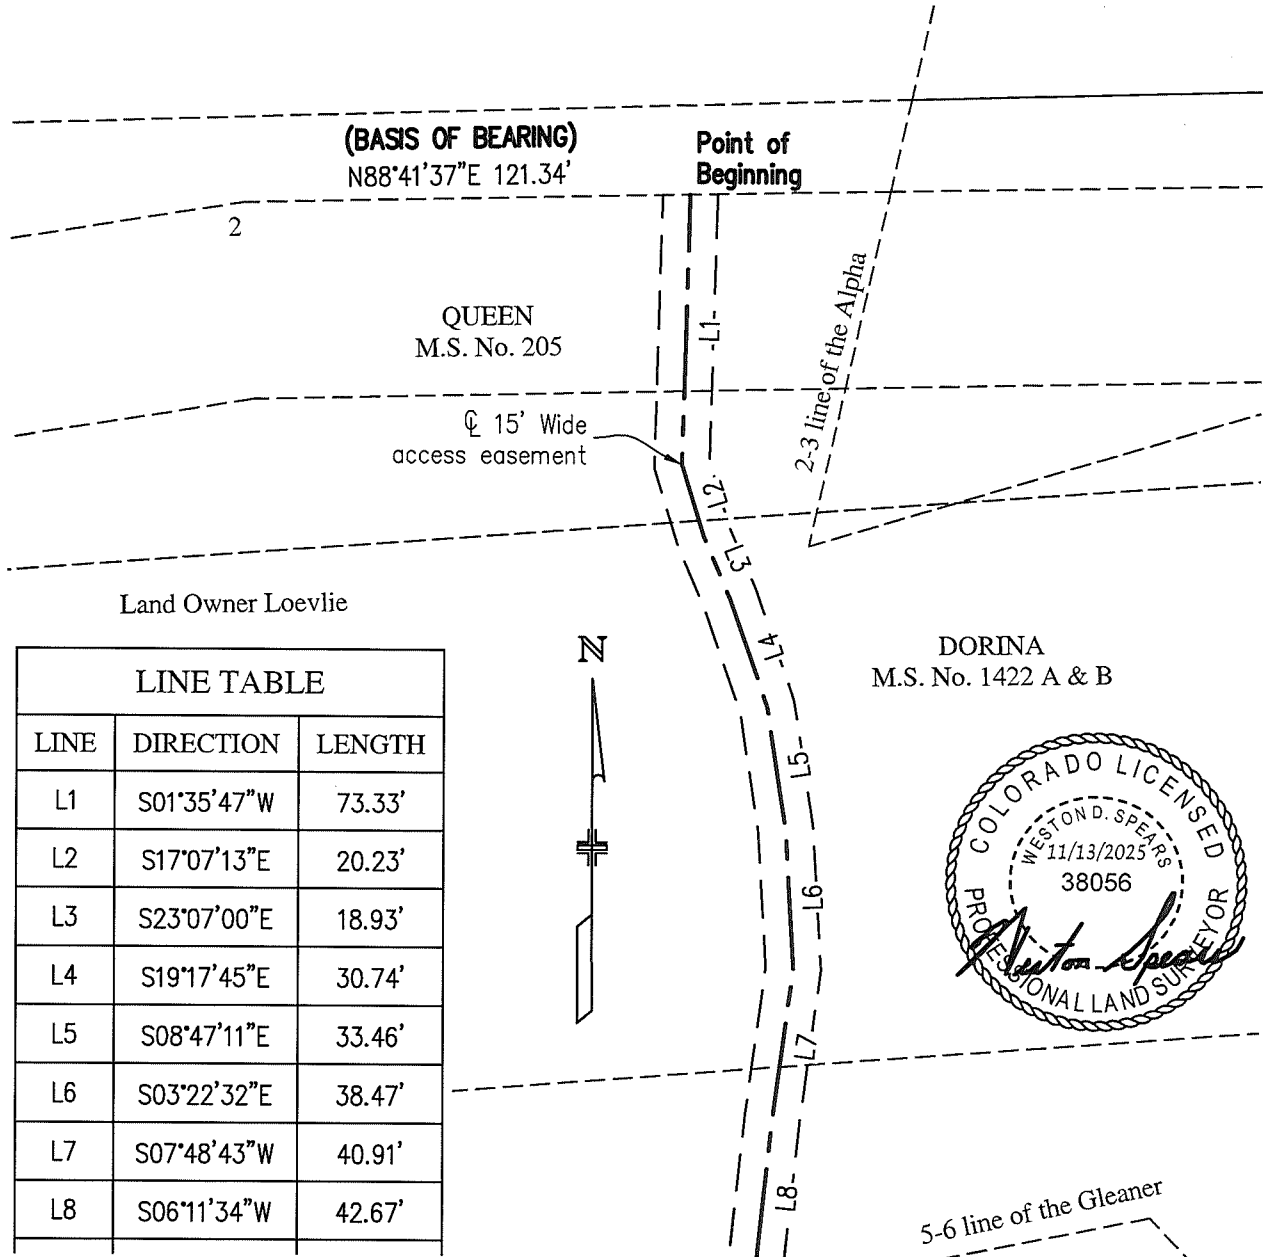 (BASIS OF BEARING)
N88°41'37"E 121.34'
Point of
Beginning
2
QUEEN
M.S. No. 205
L1
2-3 line of the Alpha
℄ 15' Wide
access easement
L2
L3
Land Owner Loevlie
N
L4
DORINA
M.S. No. 1422 A & B
LINE TABLE
LINE DIRECTION LENGTH
L1 S01°35'47"W 73.33'
L2 S17°07'13"E 20.23'
L3 S23°07'00"E 18.93'
L4 S19°17'45"E 30.74'
L5 S08°47'11"E 33.46'
L6 S03°22'32"E 38.47'
L7 S07°48'43"W 40.91'
L8 S06°11'34"W 42.67'
L5
L6
L7
L8
COLORADO LICENSED
WESTON D. SPEARS
11/13/2025
38056
Weston Spears
PROFESSIONAL LAND SURVEYOR
5-6 line of the Gleaner